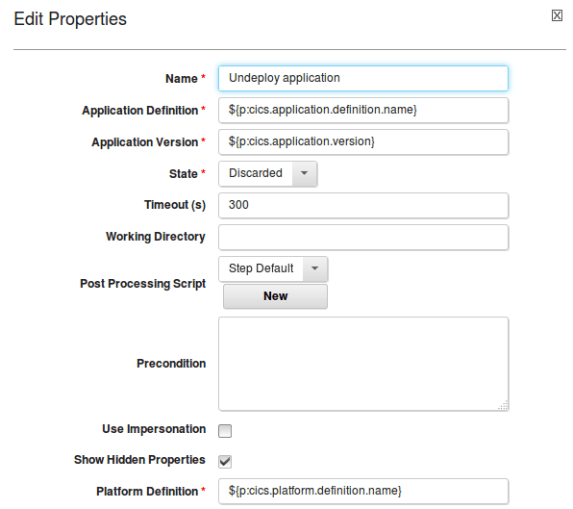 Edit Properties
Name * Undeploy application
Application Definition * ${p:cics.application.definition.name}
Application Version * ${p:cics.application.version}
State * Discarded
Timeout (s) 300
Working Directory
Post Processing Script Step Default
New
Precondition
Use Impersonation
Show Hidden Properties
Platform Definition * ${p:cics.platform.definition.name}